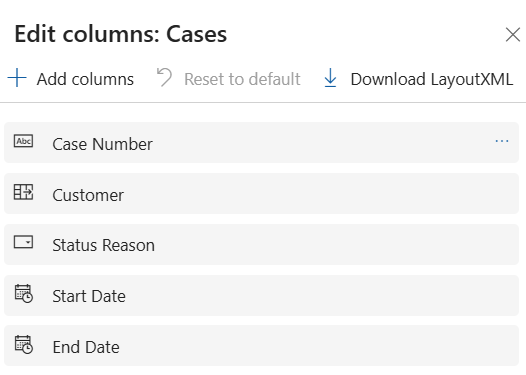 Edit columns: Cases
Add columns Reset to default Download LayoutXML
Abc Case Number
Customer
Status Reason
Start Date
End Date